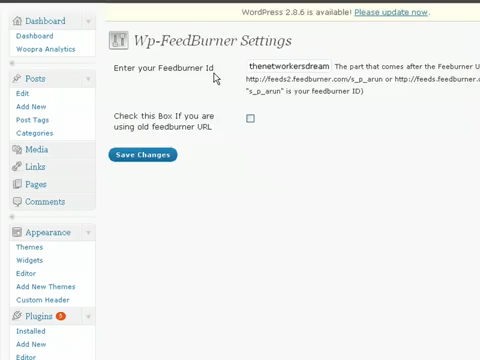 WordPress 2.8.6 is available! Please update now.
Dashboard
Dashboard
Woopra Analytics
Posts
Edit
Add New
Post Tags
Categories
Media
Links
Pages
Comments
Appearance
Themes
Widgets
Editor
Add New Themes
Custom Header
Plugins 5
Installed
Add New
Editor
Wp-FeedBurner Settings
Enter your Feedburner Id
thenetworkersdream The part that comes after the Feeburner U
http://feeds2.feedburner.com/s_p_arun or http://feeds.feedburner.c
"s_p_arun" is your feedburner ID)
Check this Box If you are
using old feedburner URL
Save Changes